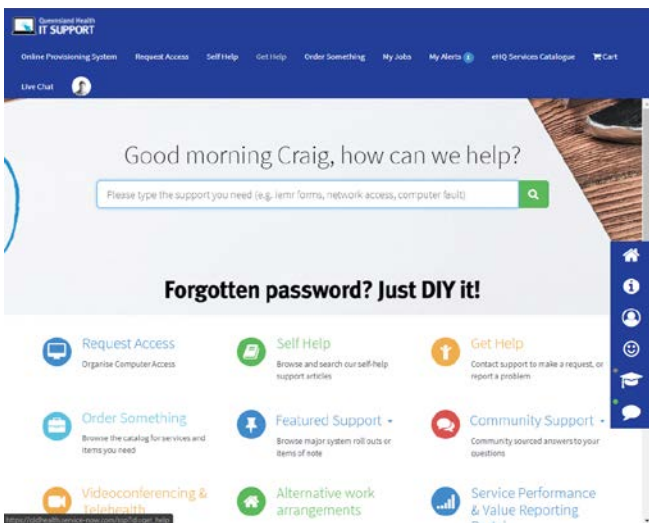 Queensland Health
IT SUPPORT
Online Provisioning System Request Access Self Help Get Help Order Something My Jobs My Alerts eHQ Services Catalogue Cart
Live Chat
Good morning Craig, how can we help?
Please type the support you need (e.g. iemr forms, network access, computer fault)
Forgotten password? Just DIY it!
Request Access
Organise Computer Access
Self Help
Browse and search our self-help
support articles
Get Help
Contact support to make a request, or
report a problem
Order Something
Browse the catalog for services and
items you need
Featured Support
Browse major system roll outs or
items of note
Community Support
Community sourced answers to your
questions
Videoconferencing &
Telehealth
Alternative work
arrangements
Service Performance
& Value Reporting